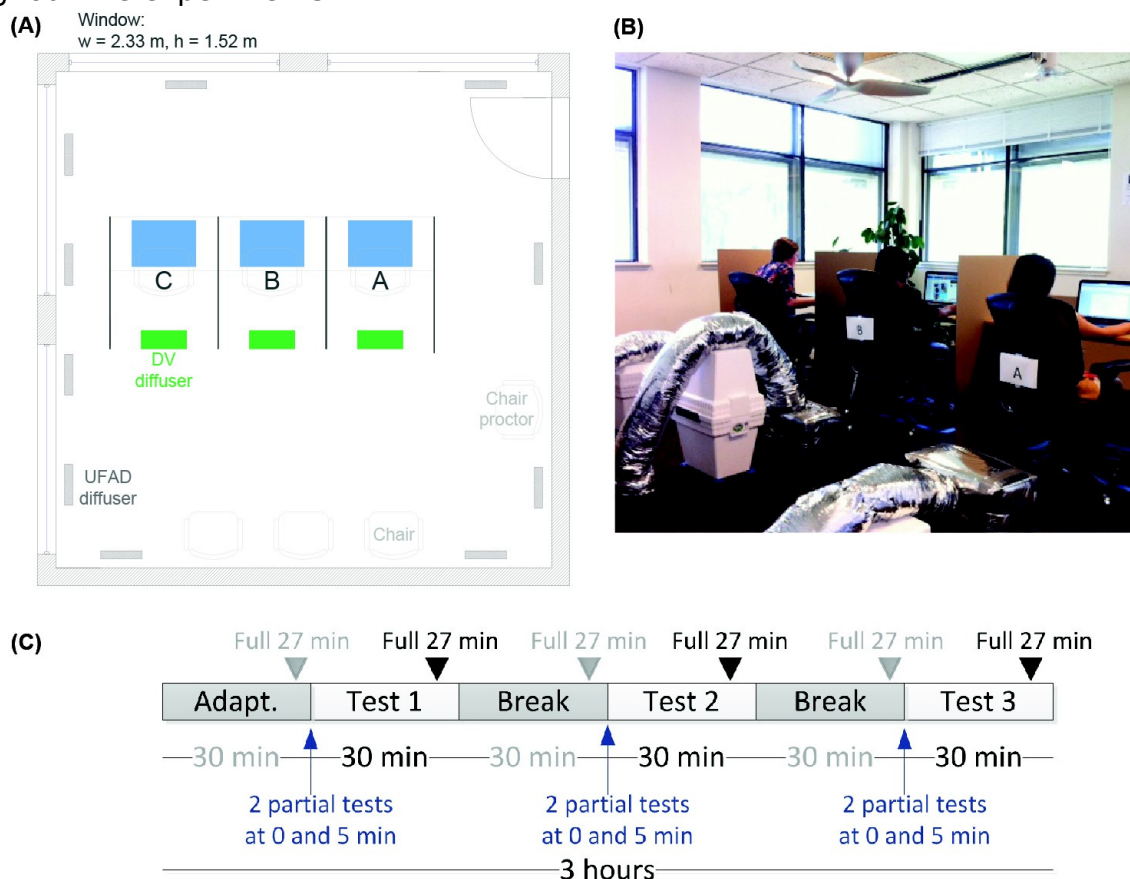 (A)
Window:
w = 2.33 m, h = 1.52 m
C
B
A
DV
diffuser
Chair
proctor
UFAD
diffuser
Chair
(B)
B
A
(C)
Full 27 min Full 27 min Full 27 min Full 27 min Full 27 min Full 27 min
Adapt. Test 1 Break Test 2 Break Test 3
30 min 30 min 30 min 30 min 30 min 30 min
2 partial tests 2 partial tests 2 partial tests
at 0 and 5 min at 0 and 5 min at 0 and 5 min
3 hours